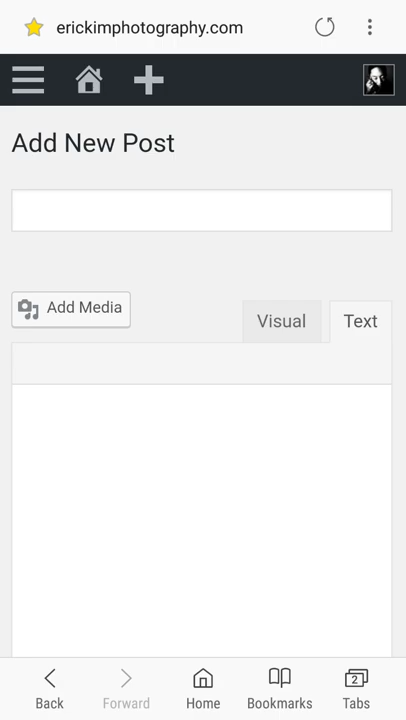 erickimphotography.com
Add New Post
Add Media
Visual Text
Back Forward Home Bookmarks Tabs
2